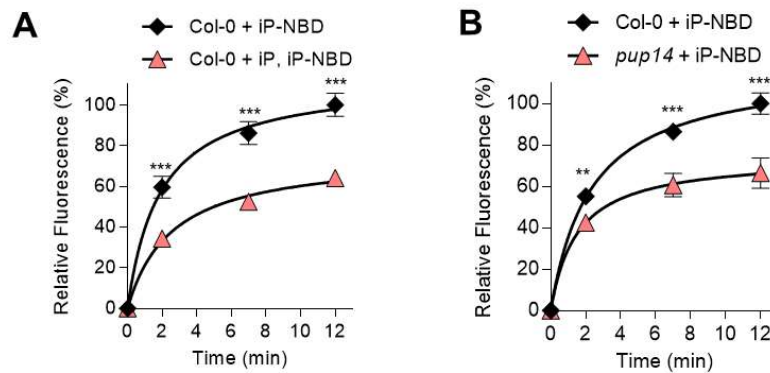 A
Col-0 + iP-NBD
Col-0 + iP, iP-NBD
Relative Fluorescence (%)
100
80
60
40
20
0
***
***
***
0 2 4 6 8 10 12
Time (min)
B
Col-0 + iP-NBD
pup14 + iP-NBD
Relative Fluorescence (%)
100
80
60
40
20
0
**
***
***
0 2 4 6 8 10 12
Time (min)